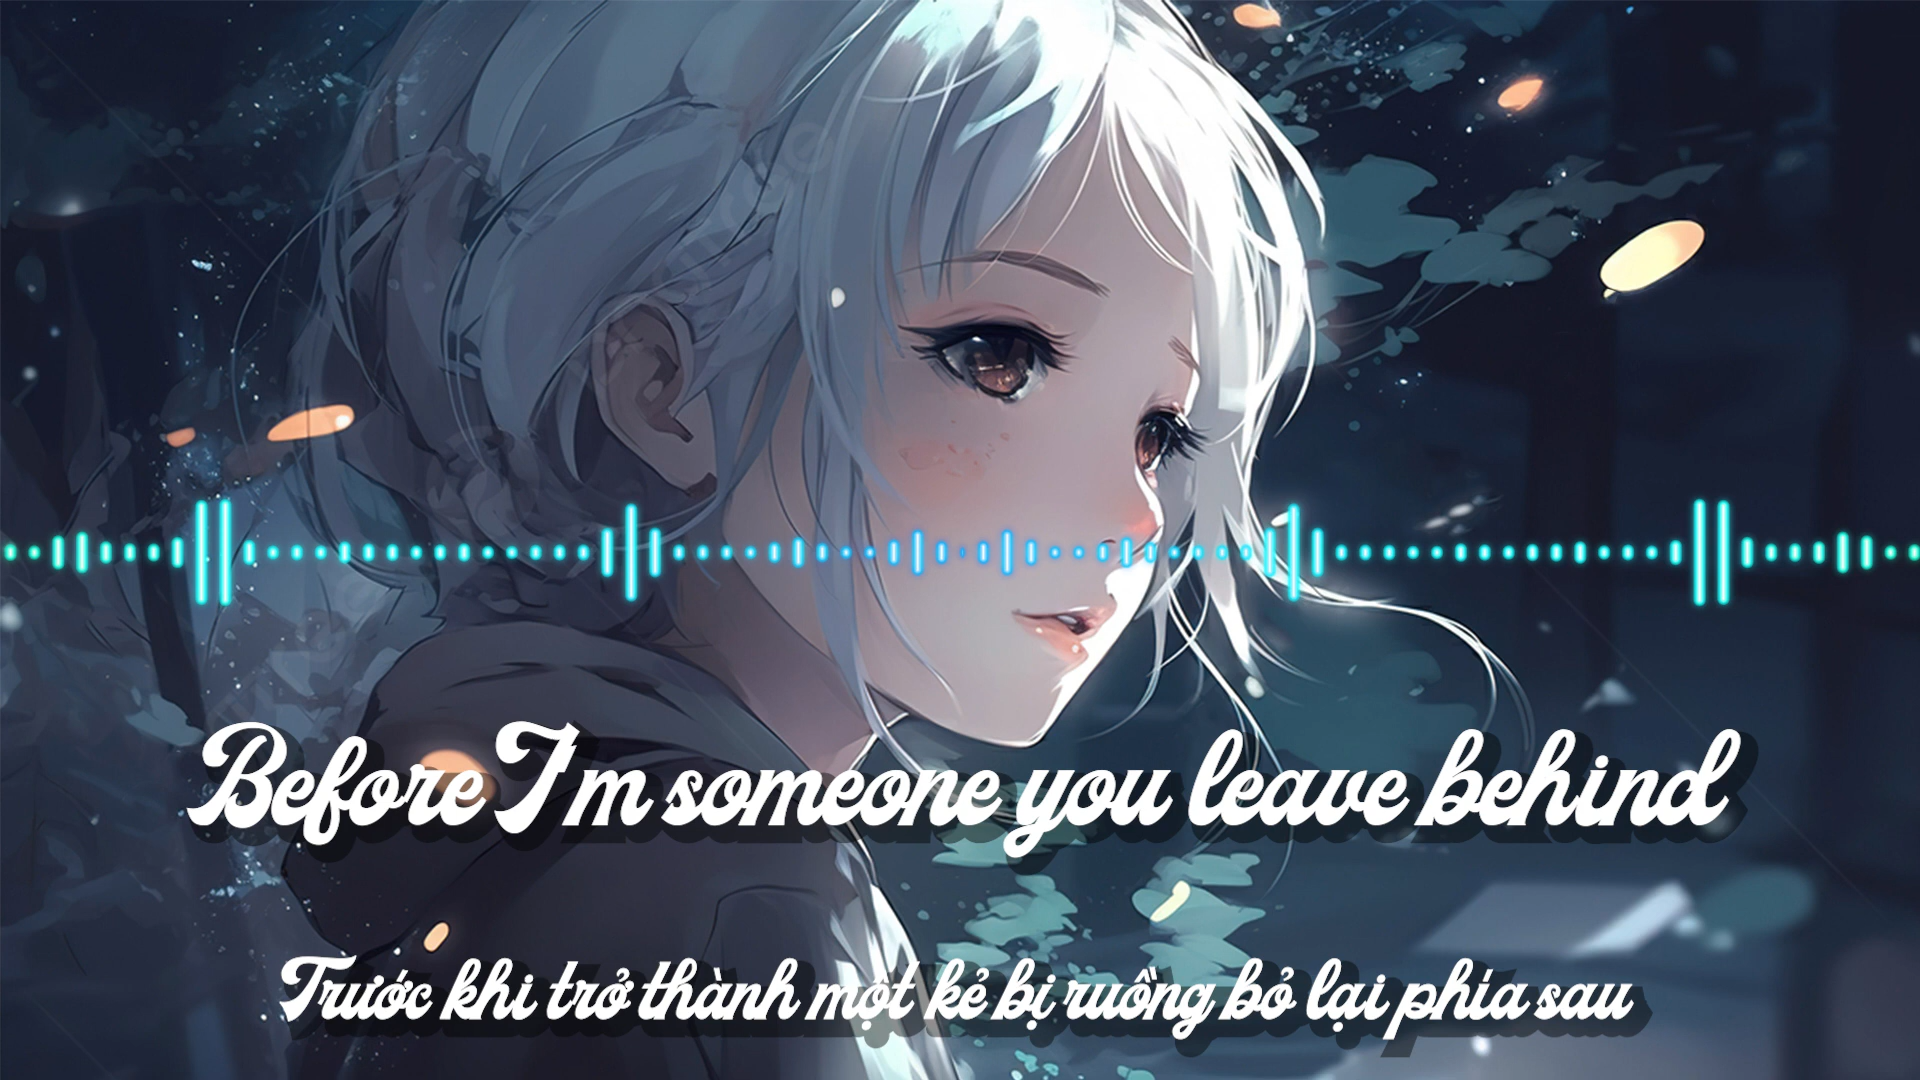 Before I'm someone you leave behind
Trước khi trở thành một kẻ bị ruồng bỏ lại phía sau